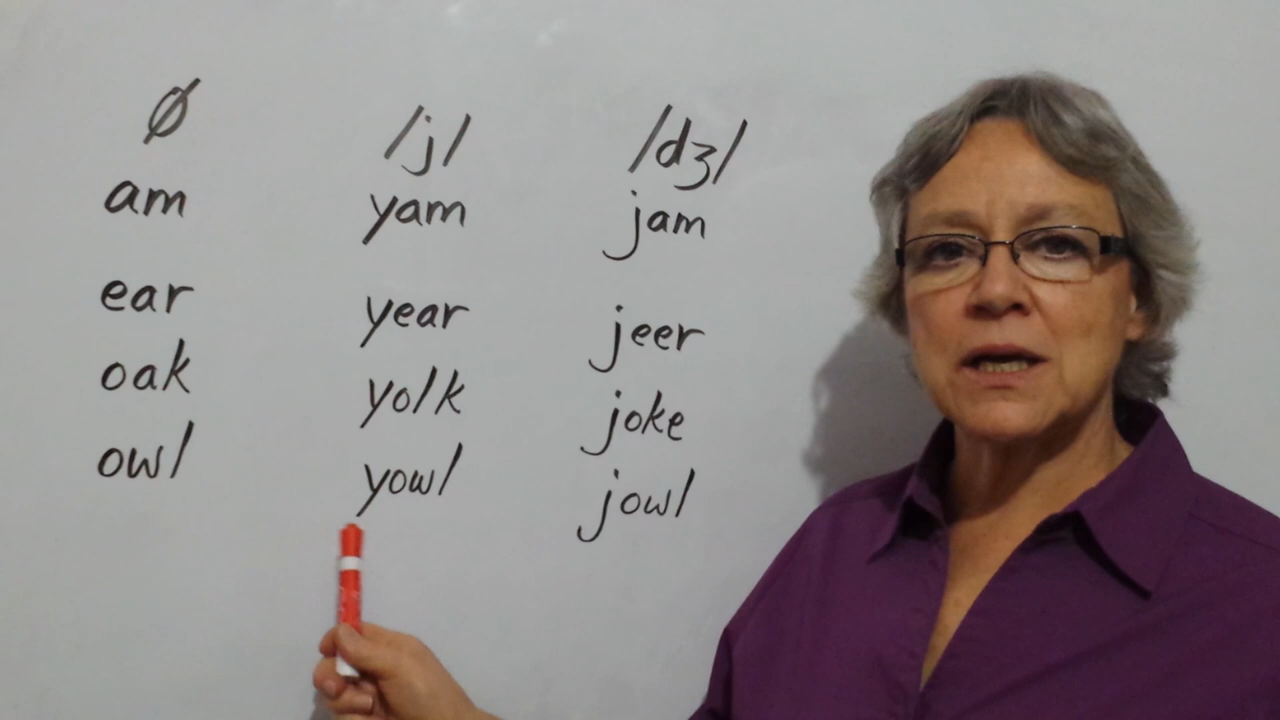 Ø /j/ /dʒ/
am yam jam
ear year jeer
oak yolk joke
owl yowl jowl